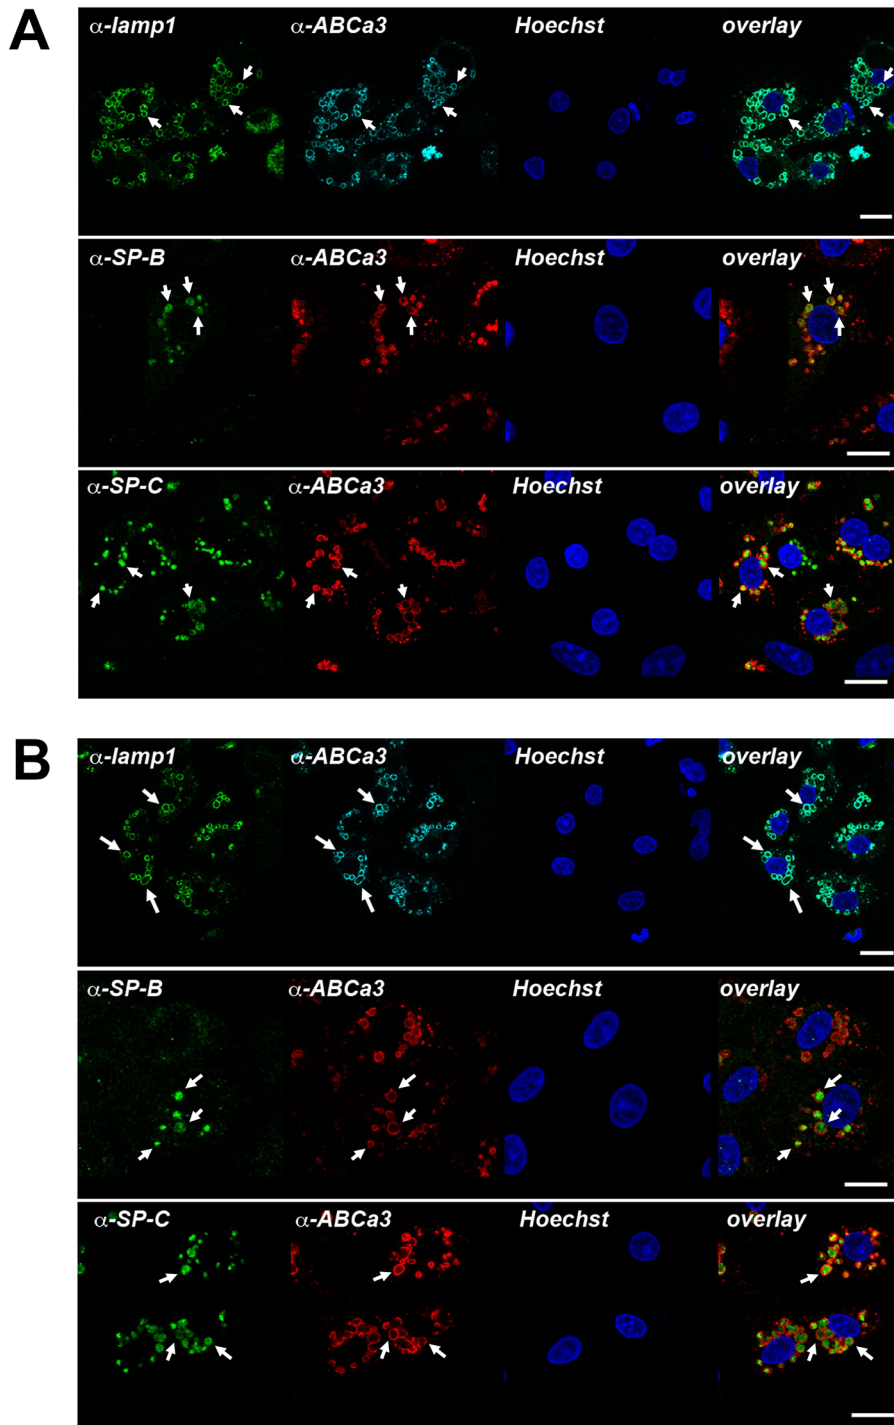 A
α-lamp1 α-ABCa3 Hoechst overlay
α-SP-B α-ABCa3 Hoechst overlay
α-SP-C α-ABCa3 Hoechst overlay
B
α-lamp1 α-ABCa3 Hoechst overlay
α-SP-B α-ABCa3 Hoechst overlay
α-SP-C α-ABCa3 Hoechst overlay